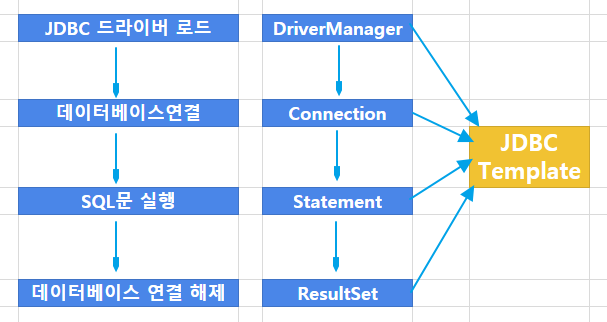 JDBC 드라이버 로드
DriverManager
데이터베이스연결
Connection
JDBC
Template
SQL문 실행
Statement
데이터베이스 연결 해제
ResultSet